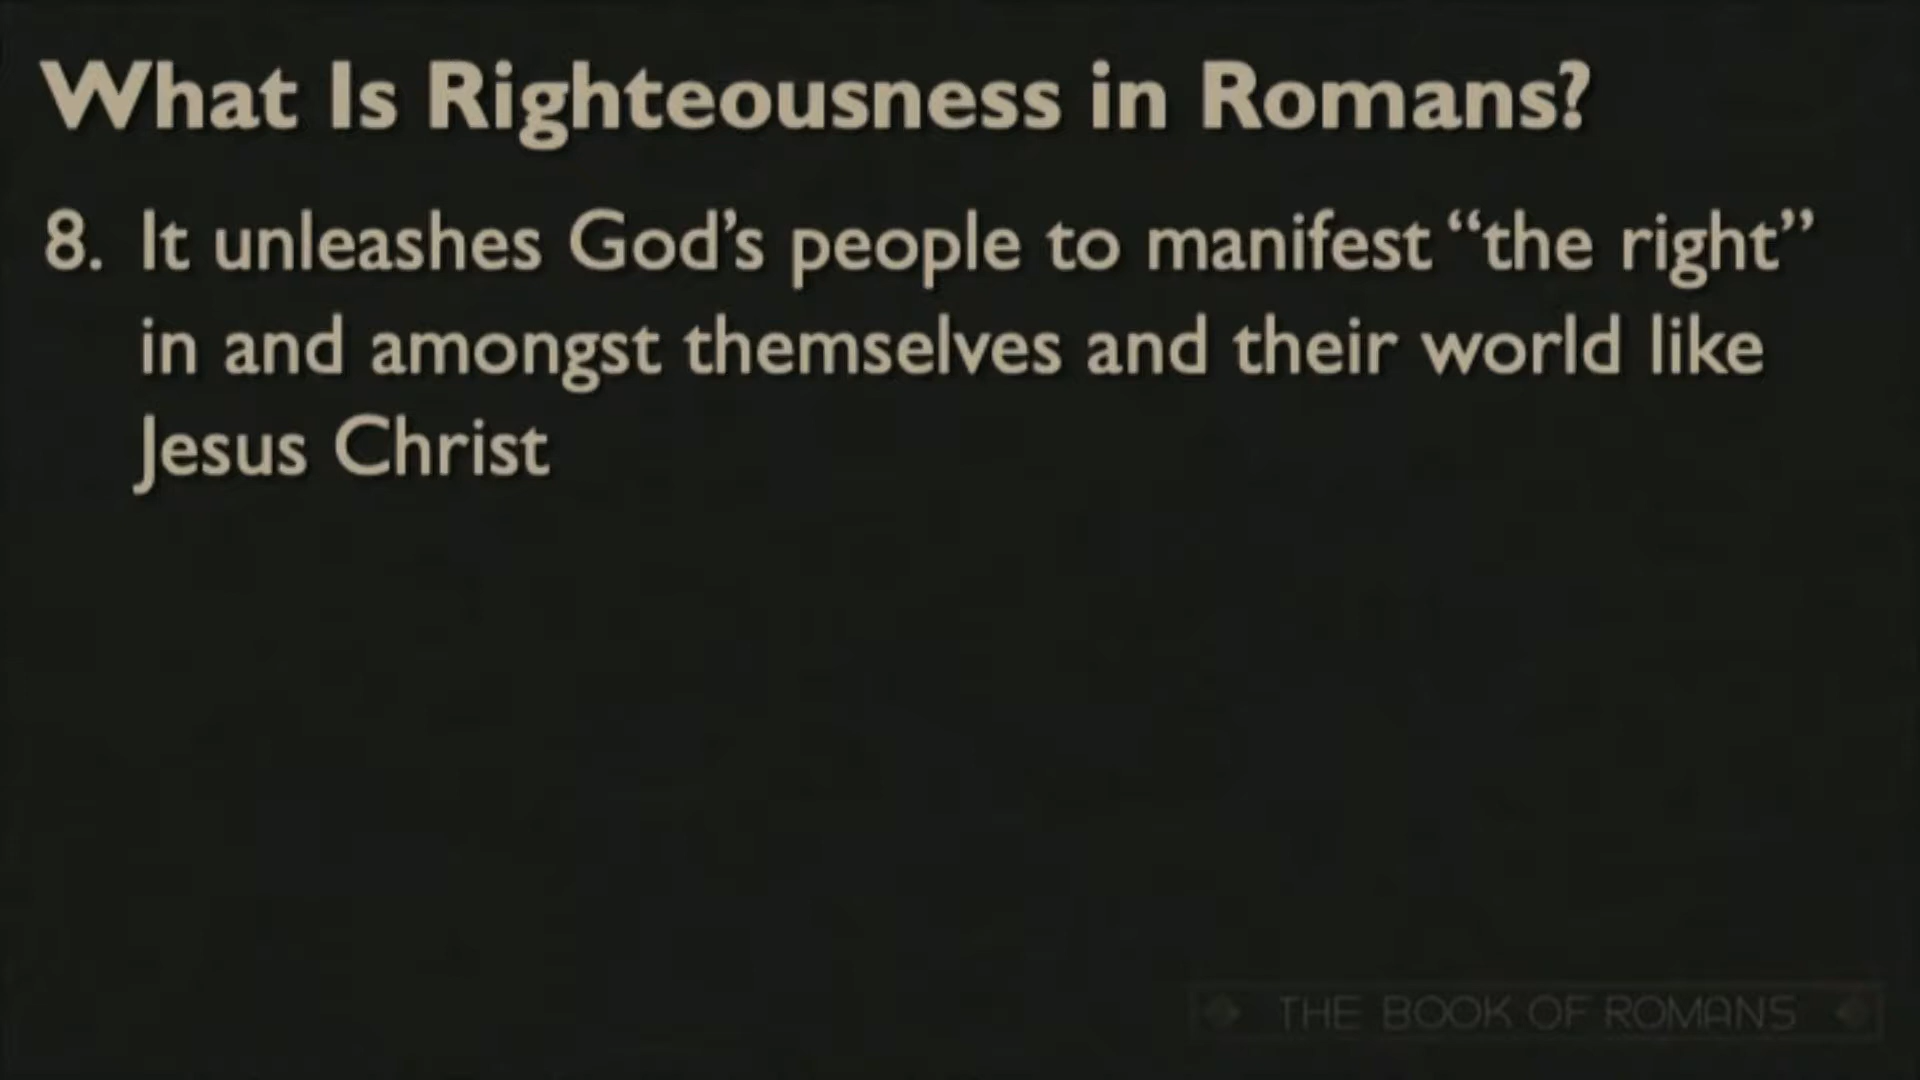 What Is Righteousness in Romans?
8. It unleashes God’s people to manifest “the right”
in and amongst themselves and their world like
Jesus Christ
THE BOOK OF ROMANS